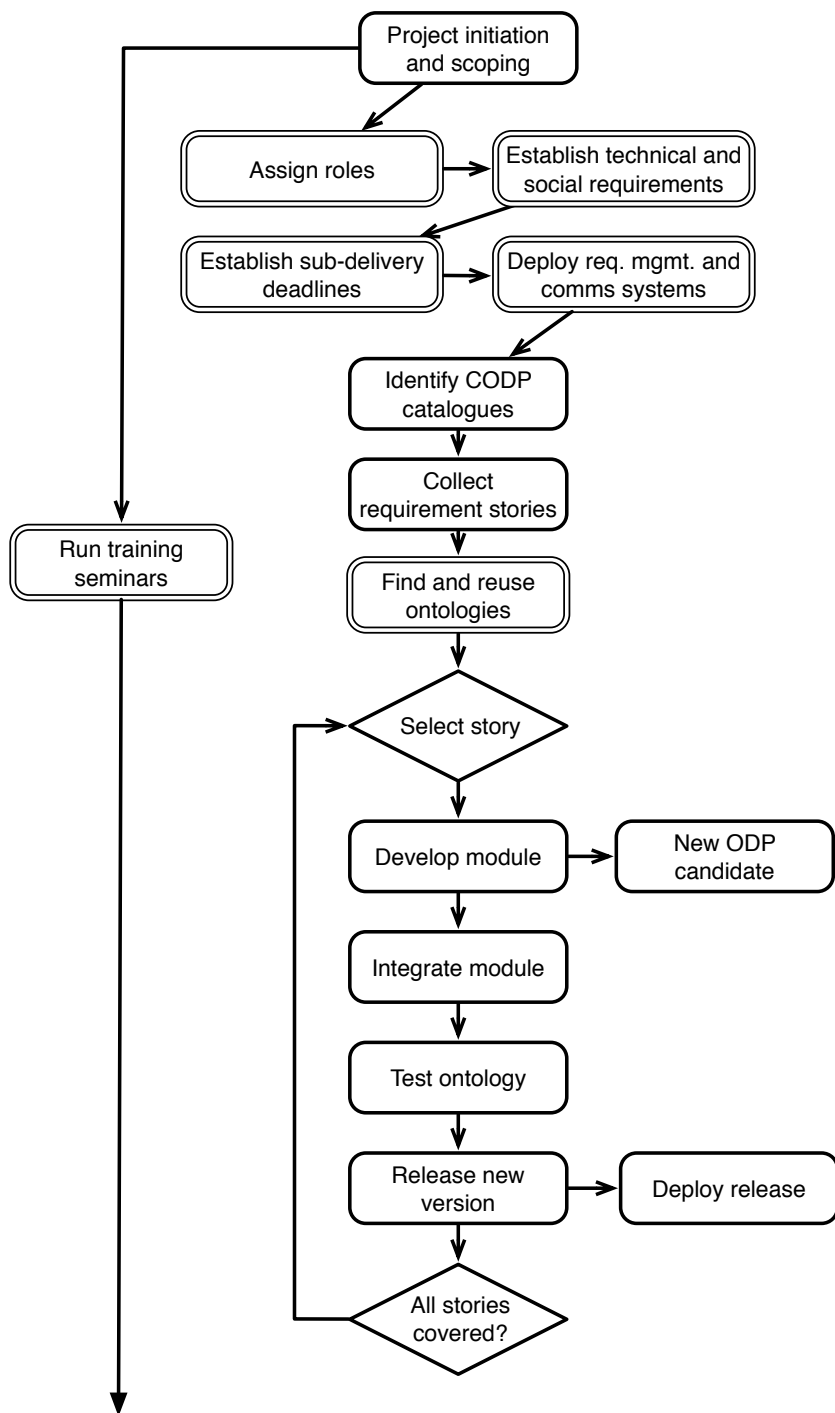 Project initiation
and scoping
Assign roles
Establish technical and
social requirements
Establish sub-delivery
deadlines
Deploy req. mgmt. and
comms systems
Identify CODP
catalogues
Collect
requirement stories
Run training
seminars
Find and reuse
ontologies
Select story
Develop module
New ODP
candidate
Integrate module
Test ontology
Release new
version
Deploy release
All stories
covered?